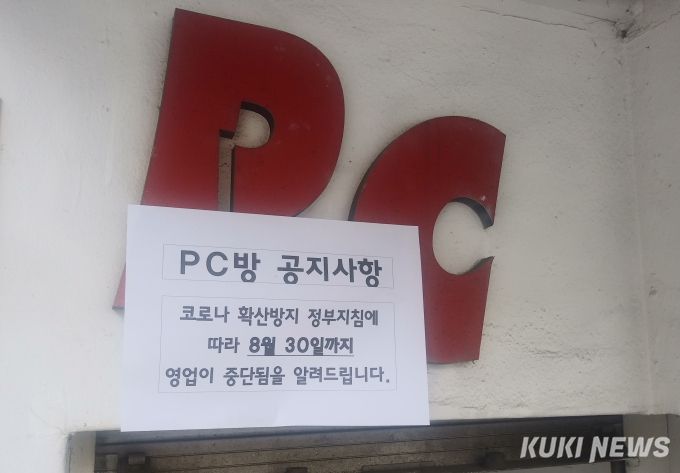 PC
PC방 공지사항
코로나 확산방지 정부지침에
따라 8월 30일까지
영업이 중단됨을 알려드립니다.
KUKI NEWS